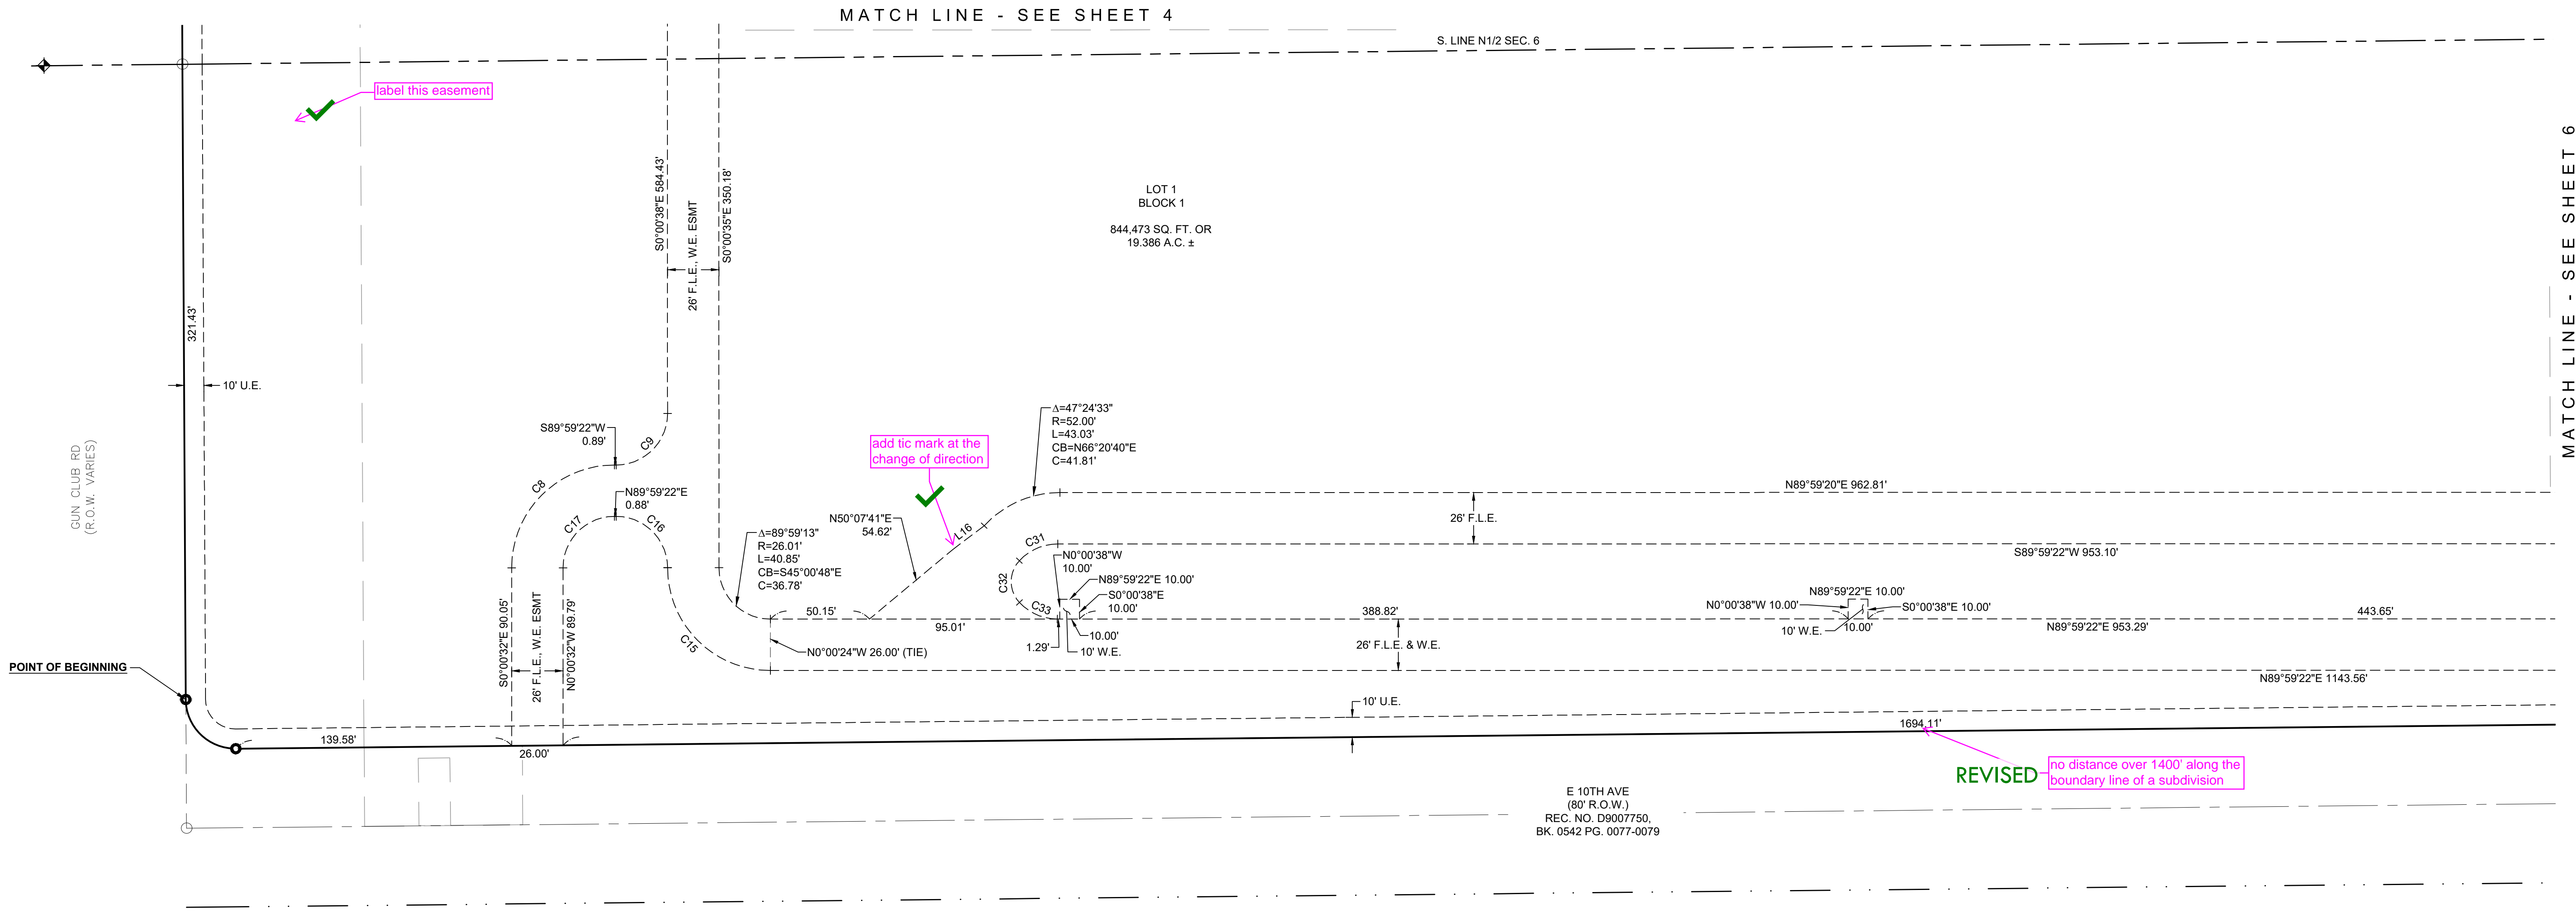 MATCH LINE - SEE SHEET 4
S. LINE N1/2 SEC. 6
label this easement
MATCH LINE - SEE SHEET 6
LOT 1
BLOCK 1
844,473 SQ. FT. OR
19.386 A.C. ±
S0°00'38"E 584.43'
26' F.L.E., W.E. ESMT
S0°00'35"E 350.18'
321.43'
10' U.E.
GUN CLUB RD
(R.O.W. VARIES)
S89°59'22"W
0.89'
C9
C8
N89°59'22"E
0.88'
C17
C16
add tic mark at the
change of direction
Δ=47°24'33"
R=52.00'
L=43.03'
CB=N66°20'40"E
C=41.81'
N89°59'20"E 962.81'
26' F.L.E.
N50°07'41"E
54.62'
L16
Δ=89°59'13"
R=26.01'
L=40.85'
CB=S45°00'48"E
C=36.78'
C31
C32
C33
N0°00'38"W
10.00'
N89°59'22"E 10.00'
S0°00'38"E
10.00'
S89°59'22"W 953.10'
N89°59'22"E 10.00'
N0°00'38"W 10.00'
S0°00'38"E 10.00'
10' W.E.
10.00'
50.15'
95.01'
388.82'
443.65'
N89°59'22"E 953.29'
1.29'
10.00'
10' W.E.
26' F.L.E. & W.E.
C15
N0°00'24"W 26.00' (TIE)
S0°00'32"E 90.05'
26' F.L.E., W.E. ESMT
N0°00'32"W 89.79'
POINT OF BEGINNING
N89°59'22"E 1143.56'
10' U.E.
139.58'
26.00'
1694.11'
REVISED
no distance over 1400' along the
boundary line of a subdivision
E 10TH AVE
(80' R.O.W.)
REC. NO. D9007750,
BK. 0542 PG. 0077-0079